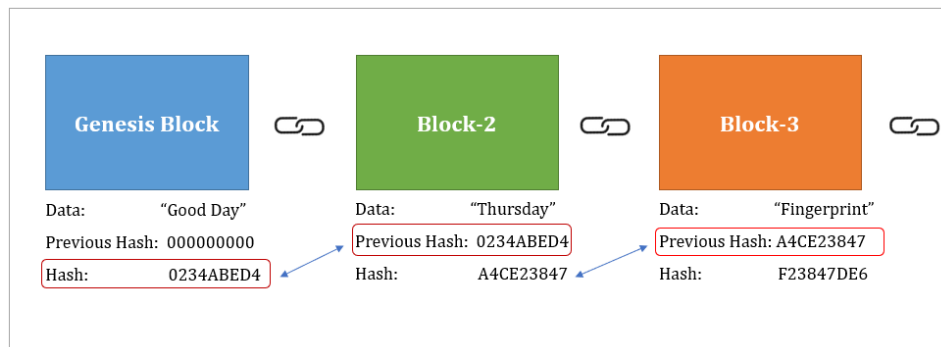 Genesis Block
Block-2
Block-3
Data: “Good Day”
Previous Hash: 000000000
Hash: 0234ABED4
Data: “Thursday”
Previous Hash: 0234ABED4
Hash: A4CE23847
Data: “Fingerprint”
Previous Hash: A4CE23847
Hash: F23847DE6